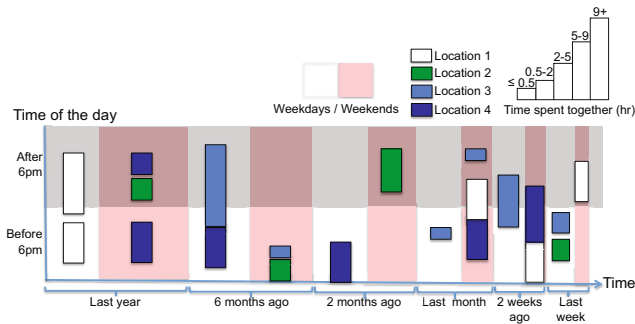 9+
5-9
2-5
0.5-2
≤ 0.5
Time spent together (hr)
Location 1
Location 2
Location 3
Location 4
Weekdays / Weekends
Time of the day
After
6pm
Before
6pm
Time
Last year
6 months ago
2 months ago
Last month
2 weeks
ago
Last
week